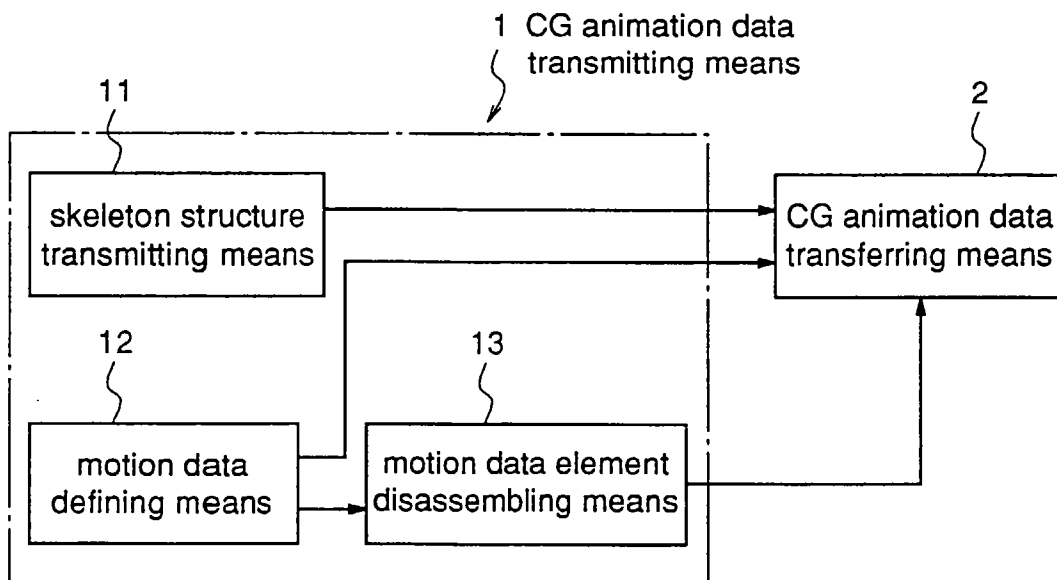 1 CG animation data
transmitting means
11
2
skeleton structure
transmitting means
CG animation data
transferring means
12
13
motion data
defining means
motion data element
disassembling means